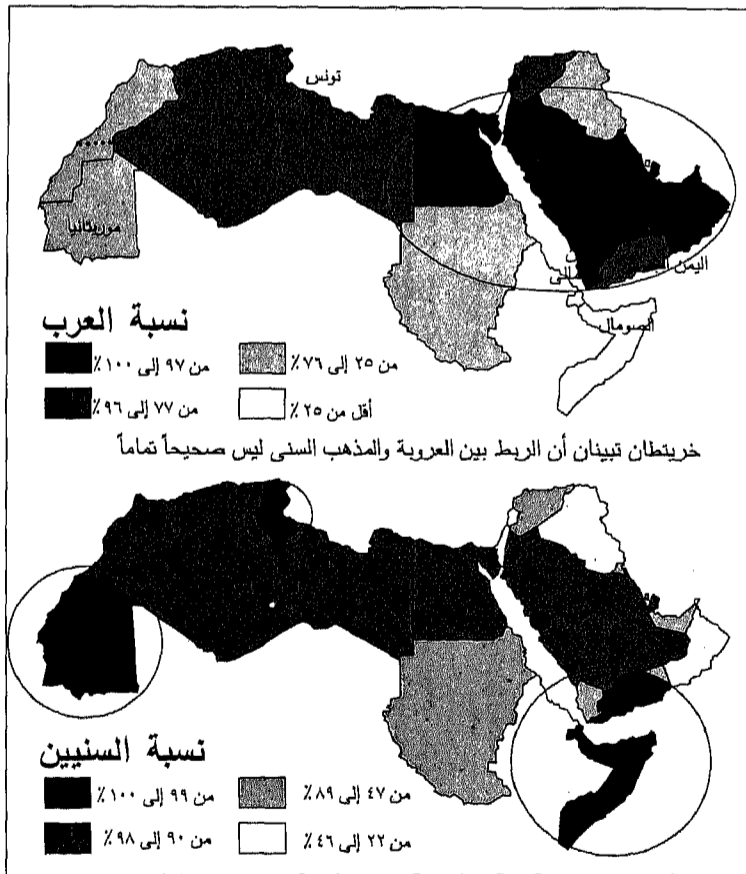 تونس
موريتانيا
اليمن
الصومال
نسبة العرب
من ٩٧ إلى ١٠٠٪
من ٢٥ إلى ٧٦٪
من ٧٧ إلى ٩٦٪
أقل من ٢٥٪
خريتطان تبينان أن الربط بين العروبة والمذهب السنى ليس صحيحاً تماماً
نسبة السنيين
من ٩٩ إلى ١٠٠٪
من ٤٧ إلى ٨٩٪
من ٩٠ إلى ٩٨٪
من ٢٢ إلى ٤٦٪